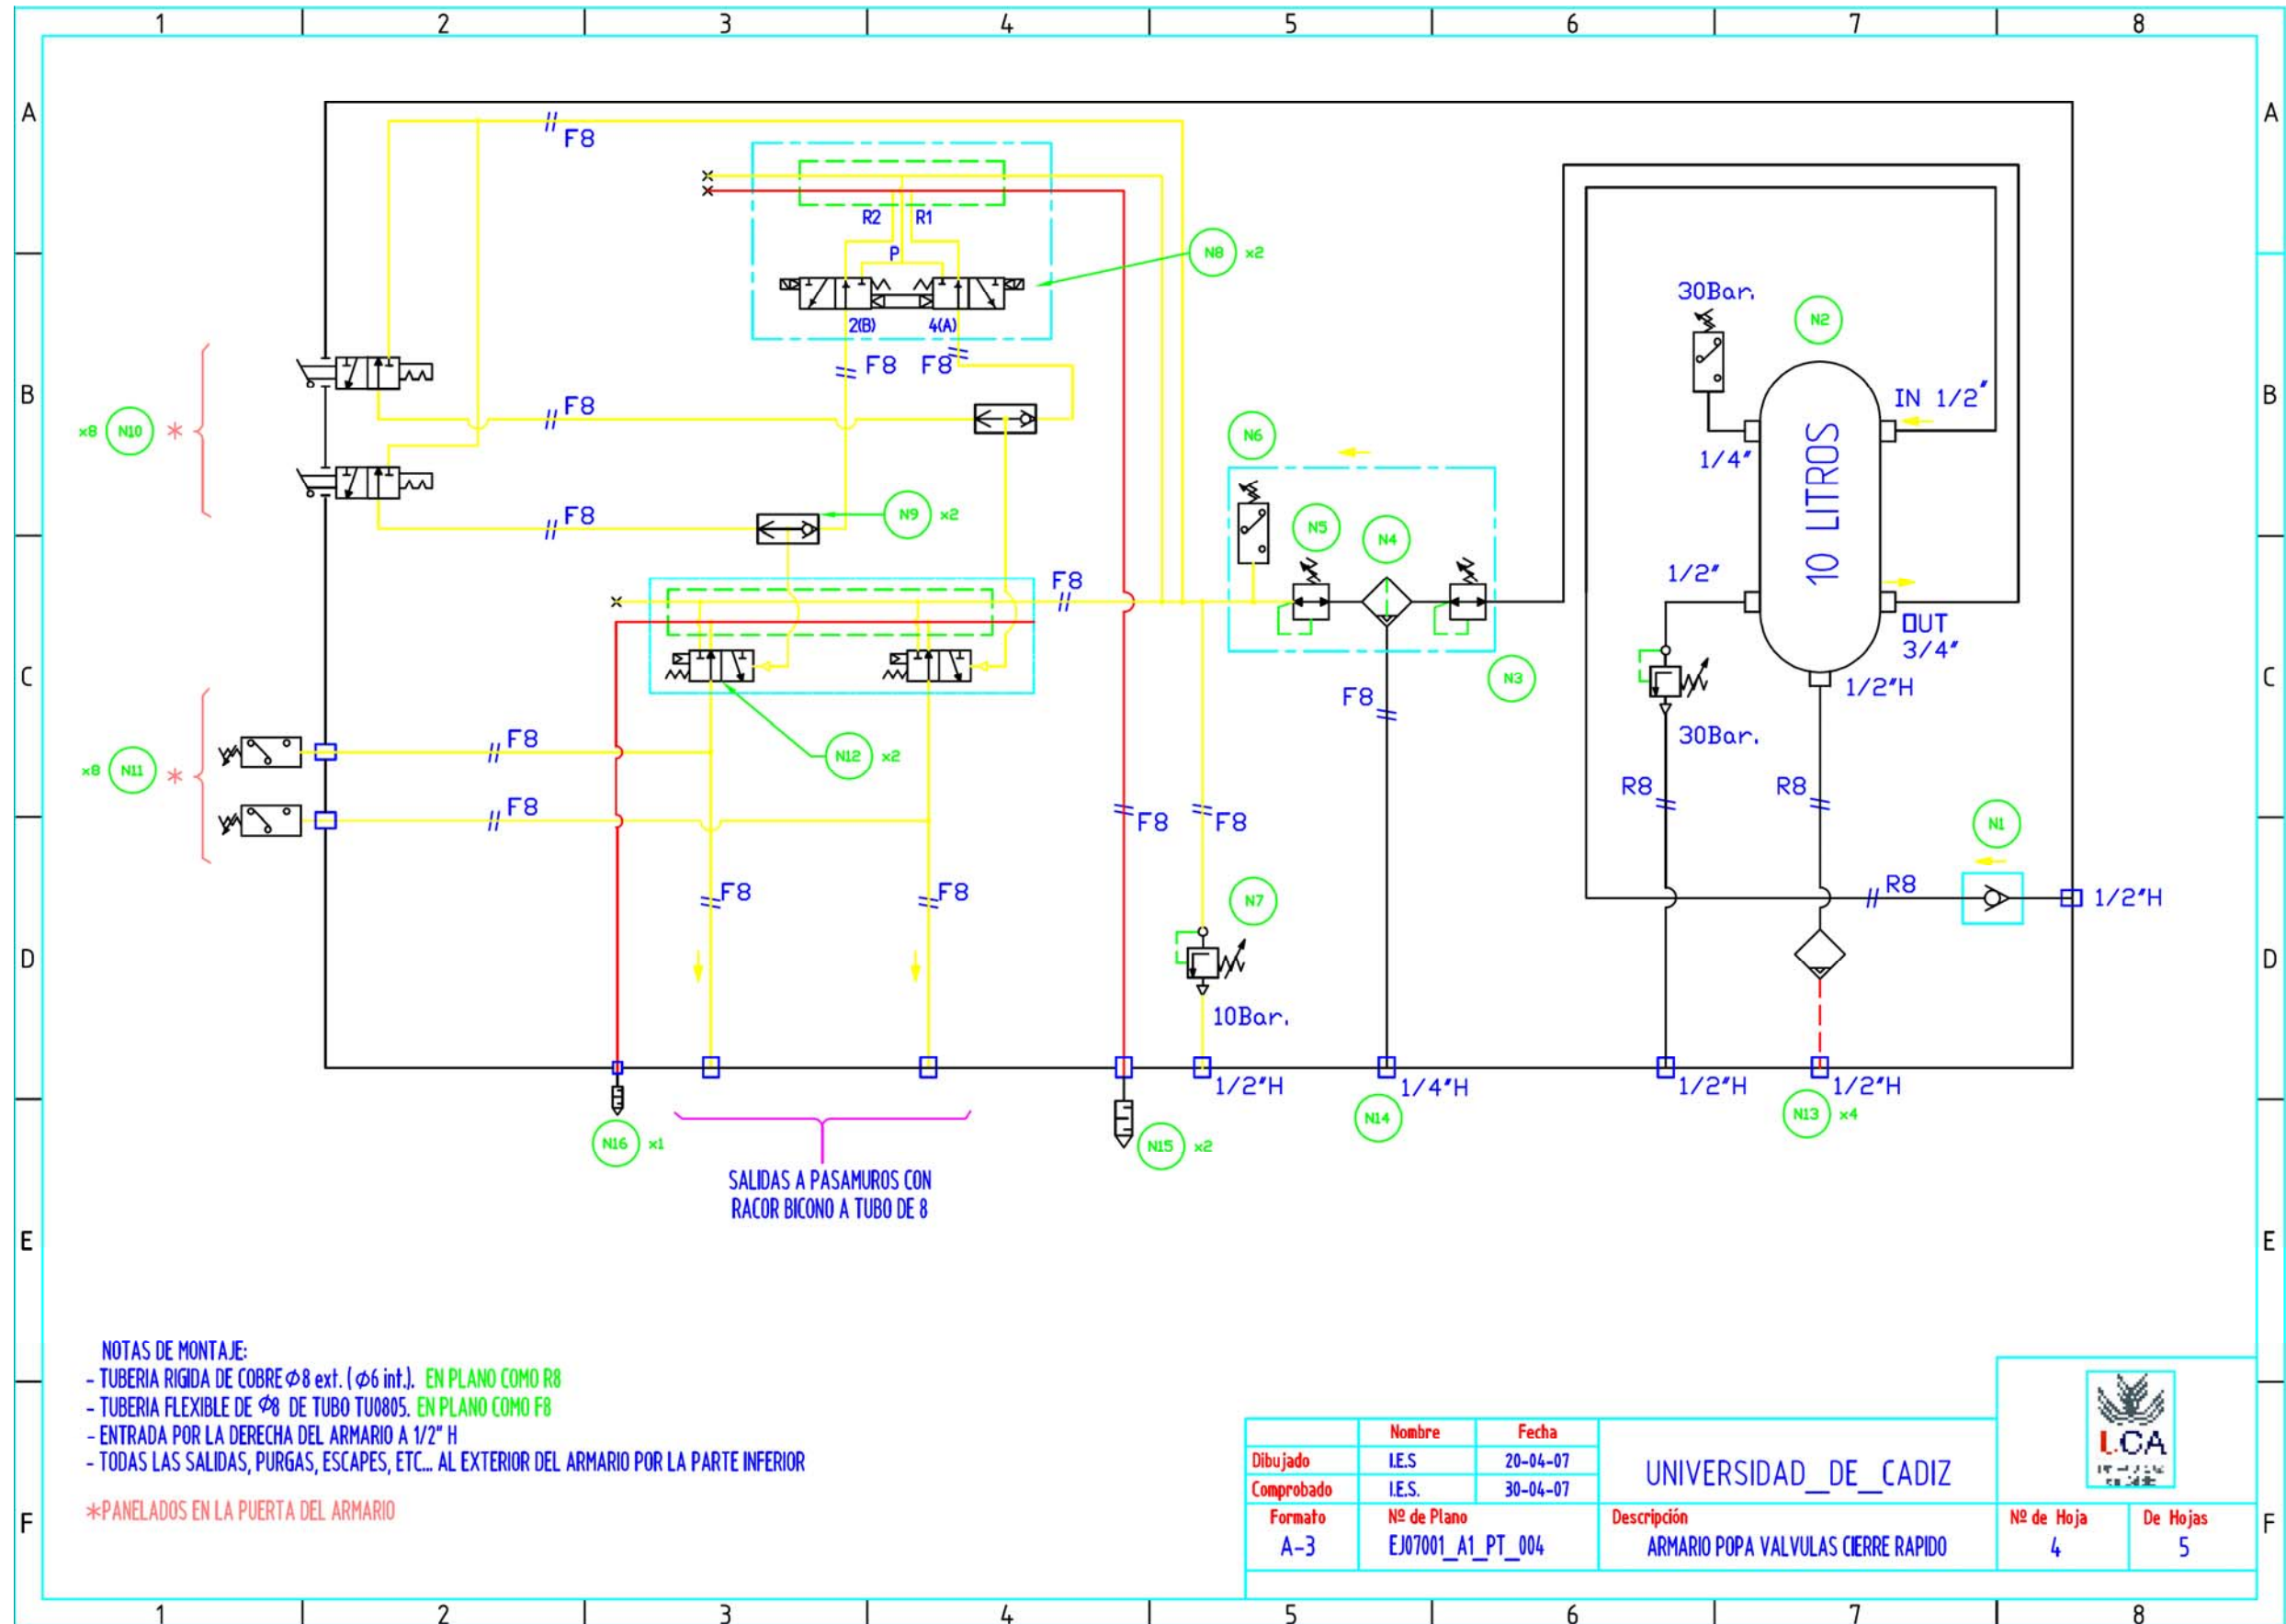 1 2 3 4 5 6 7 8
A A
F8
R2 R1
P
N8 x2
30Bar.
N2
2(B) 4(A)
F8 F8
B B
IN 1/2"
F8
x8 N10 *
N6
1/4"
10 LITROS
F8
N9 x2
N5
N4
F8
1/2"
OUT
3/4"
C C
N3
1/2"H
F8
30Bar.
F8
x8 N11 *
N12 x2
R8 R8
F8
F8 F8
N1
F8 F8
R8
1/2"H
N7
D D
10Bar.
1/2"H 1/4"H 1/2"H 1/2"H
N16 x1
N15 x2
N14
N13 x4
SALIDAS A PASAMUROS CON
RACOR BICONO A TUBO DE 8
E E
NOTAS DE MONTAJE:
- TUBERIA RIGIDA DE COBRE Φ8 ext. ( Φ6 int.). EN PLANO COMO R8
- TUBERIA FLEXIBLE DE Φ8 DE TUBO TU0805. EN PLANO COMO F8
- ENTRADA POR LA DERECHA DEL ARMARIO A 1/2" H
- TODAS LAS SALIDAS, PURGAS, ESCAPES, ETC... AL EXTERIOR DEL ARMARIO POR LA PARTE INFERIOR
*PANELADOS EN LA PUERTA DEL ARMARIO
F F
Nombre Fecha
Dibujado I.E.S 20-04-07
Comprobado I.E.S. 30-04-07
UNIVERSIDAD_DE_CADIZ
UCA
Formato Nº de Plano Descripción Nº de Hoja De Hojas
A-3 EJ07001_A1_PT_004 ARMARIO POPA VALVULAS CIERRE RAPIDO 4 5
1 2 3 4 5 6 7 8